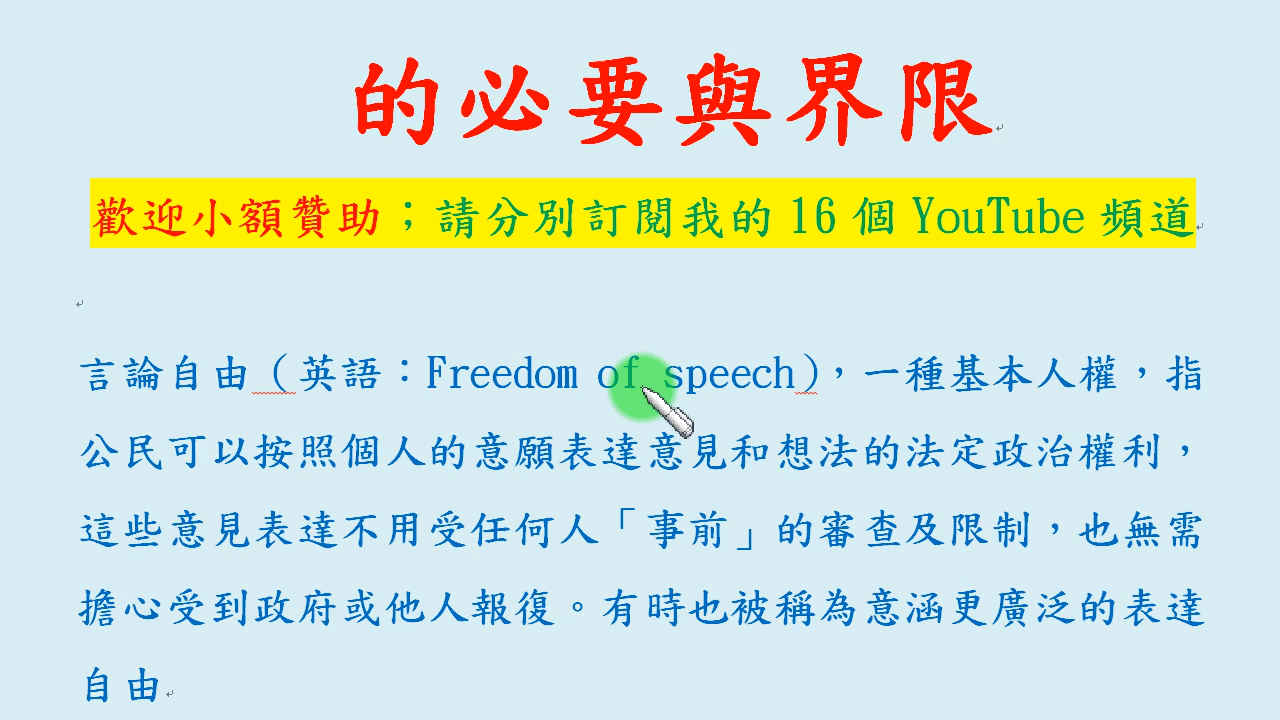 的必要與界限
歡迎小額贊助；請分別訂閱我的 16 個 YouTube 頻道
言論自由（英語：Freedom of speech），一種基本人權，指
公民可以按照個人的意願表達意見和想法的法定政治權利，
這些意見表達不用受任何人「事前」的審查及限制，也無需
擔心受到政府或他人報復。有時也被稱為意涵更廣泛的表達
自由